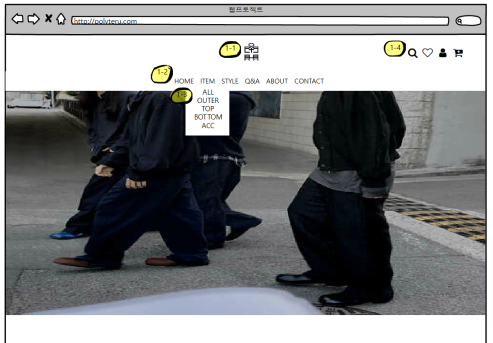 웹프로젝트
http://polyteru.com
1-1
1-4
1-2
HOME ITEM STYLE Q&A ABOUT CONTACT
1-3
ALL
OUTER
TOP
BOTTOM
ACC